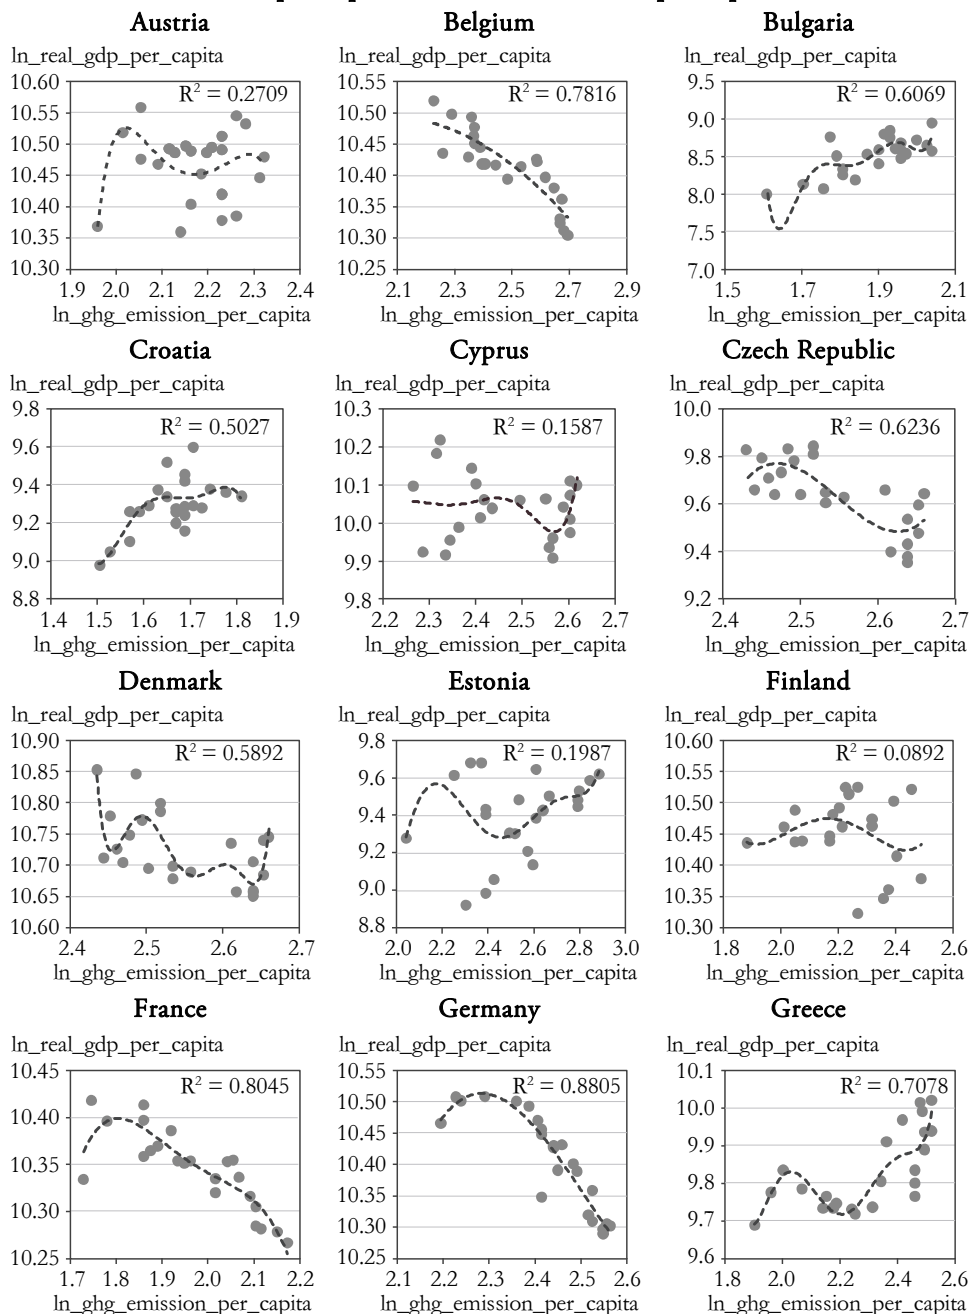 Austria Belgium Bulgaria
ln_real_gdp_per_capita ln_real_gdp_per_capita ln_real_gdp_per_capita
10.60 10.55 9.5
R² = 0.2709 R² = 0.7816 R² = 0.6069
10.55 10.50 9.0
10.50 10.45 8.5
10.45 10.40 8.0
10.40 10.35 7.5
10.35 10.30
10.30 10.25 7.0
1.9 2.0 2.1 2.2 2.3 2.4 2.1 2.3 2.5 2.7 2.9 1.5 1.7 1.9 2.1
ln_ghg_emission_per_capita ln_ghg_emission_per_capita ln_ghg_emission_per_capita
Croatia Cyprus Czech Republic
ln_real_gdp_per_capita ln_real_gdp_per_capita ln_real_gdp_per_capita
9.8 10.3 10.0
R² = 0.5027 R² = 0.1587 R² = 0.6236
9.6 10.2 9.8
9.4 10.1 9.6
9.2 10.0 9.4
9.0 9.9
8.8 9.8 9.2
1.4 1.5 1.6 1.7 1.8 1.9 2.2 2.3 2.4 2.5 2.6 2.7 2.4 2.5 2.6 2.7
ln_ghg_emission_per_capita ln_ghg_emission_per_capita ln_ghg_emission_per_capita
Denmark Estonia Finland
ln_real_gdp_per_capita ln_real_gdp_per_capita ln_real_gdp_per_capita
10.90 9.8 10.60
R² = 0.5892 R² = 0.1987 R² = 0.0892
10.85 9.6 10.55
10.80 9.4 10.50
10.75 9.2 10.45
10.70 9.0 10.40
10.65 10.35
10.60 8.8 10.30
2.4 2.5 2.6 2.7 2.0 2.2 2.4 2.6 2.8 3.0 1.8 2.0 2.2 2.4 2.6
ln_ghg_emission_per_capita ln_ghg_emission_per_capita ln_ghg_emission_per_capita
France Germany Greece
ln_real_gdp_per_capita ln_real_gdp_per_capita ln_real_gdp_per_capita
10.45 10.55 10.1
R² = 0.8045 R² = 0.8805 R² = 0.7078
10.40 10.50 10.0
10.35 10.45 9.9
10.30 10.40 9.8
10.35 9.7
10.30
10.25 10.25 9.6
1.7 1.8 1.9 2.0 2.1 2.2 2.1 2.2 2.3 2.4 2.5 2.6 1.8 2.0 2.2 2.4 2.6
ln_ghg_emission_per_capita ln_ghg_emission_per_capita ln_ghg_emission_per_capita